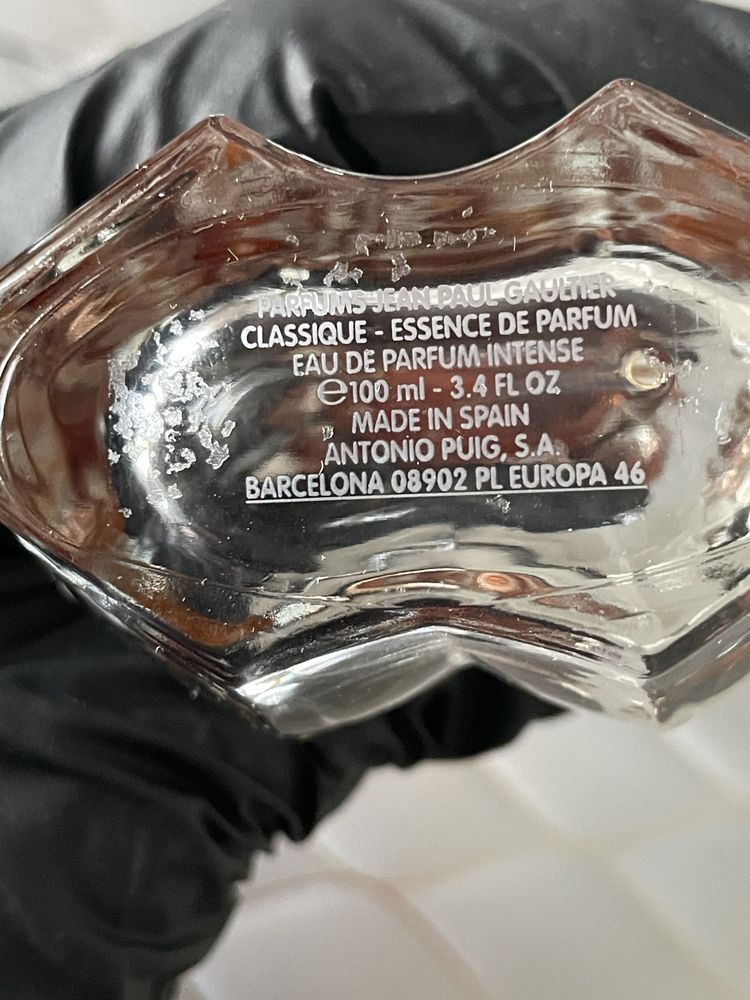 PARFUMS JEAN PAUL GAULTIER
CLASSIQUE - ESSENCE DE PARFUM
EAU DE PARFUM INTENSE
℮100 ml - 3.4 FL OZ
MADE IN SPAIN
ANTONIO PUIG, S.A.
BARCELONA 08902 PL EUROPA 46